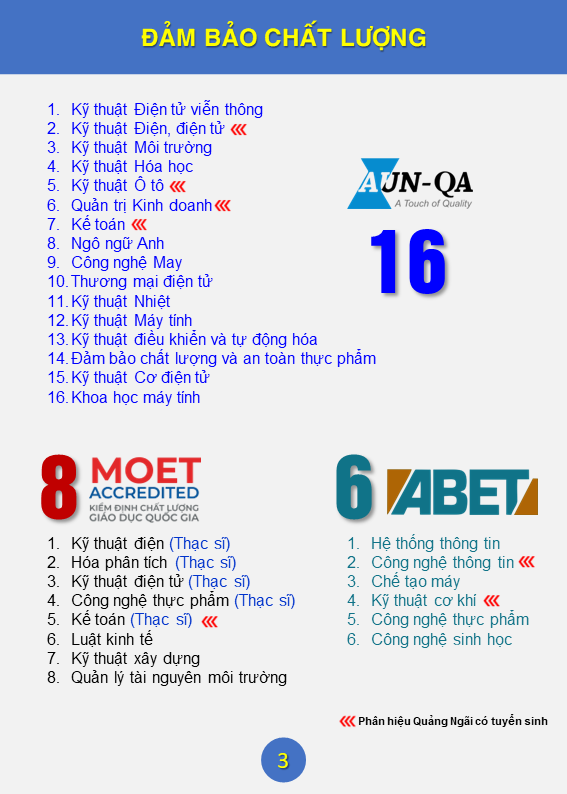 ĐẢM BẢO CHẤT LƯỢNG
1. Kỹ thuật Điện tử viễn thông
2. Kỹ thuật Điện, điện tử
3. Kỹ thuật Môi trường
4. Kỹ thuật Hóa học
5. Kỹ thuật Ô tô
6. Quản trị Kinh doanh
7. Kế toán
8. Ngô ngữ Anh
9. Công nghệ May
10. Thương mại điện tử
11. Kỹ thuật Nhiệt
12. Kỹ thuật Máy tính
13. Kỹ thuật điều khiển và tự động hóa
14. Đảm bảo chất lượng và an toàn thực phẩm
15. Kỹ thuật Cơ điện tử
16. Khoa học máy tính
AUN-QA
A Touch of Quality
16
8
MOET
ACCREDITED
KIỂM ĐỊNH CHẤT LƯỢNG
GIÁO DỤC QUỐC GIA
1. Kỹ thuật điện (Thạc sĩ)
2. Hóa phân tích (Thạc sĩ)
3. Kỹ thuật điện tử (Thạc sĩ)
4. Công nghệ thực phẩm (Thạc sĩ)
5. Kế toán (Thạc sĩ)
6. Luật kinh tế
7. Kỹ thuật xây dựng
8. Quản lý tài nguyên môi trường
6 ABET
1. Hệ thống thông tin
2. Công nghệ thông tin
3. Chế tạo máy
4. Kỹ thuật cơ khí
5. Công nghệ thực phẩm
6. Công nghệ sinh học
Phân hiệu Quảng Ngãi có tuyển sinh
3